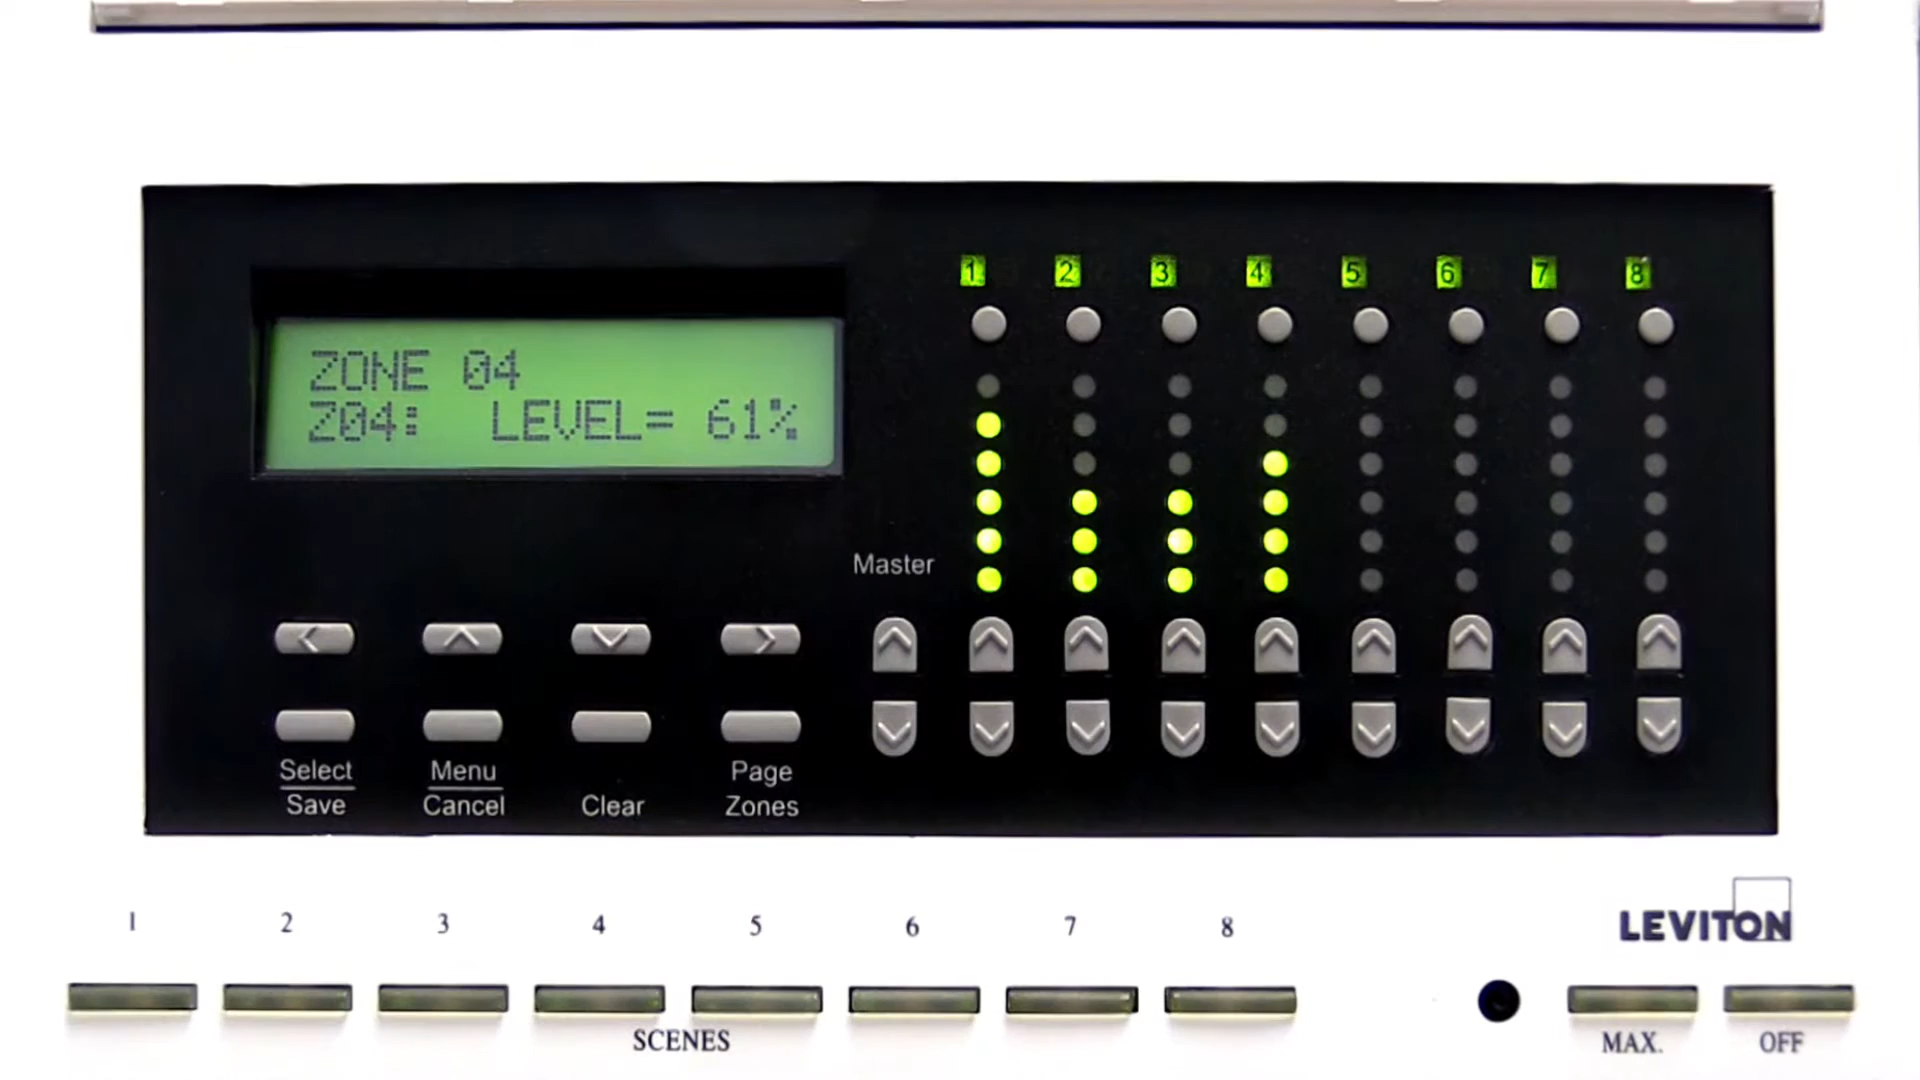 1 2 3 4 5 6 7 8
ZONE 04
Z04: LEVEL= 61%
Master
Select
Save
Menu
Cancel
Clear
Page
Zones
1 2 3 4 5 6 7 8
LEVITON
SCENES
MAX.
OFF